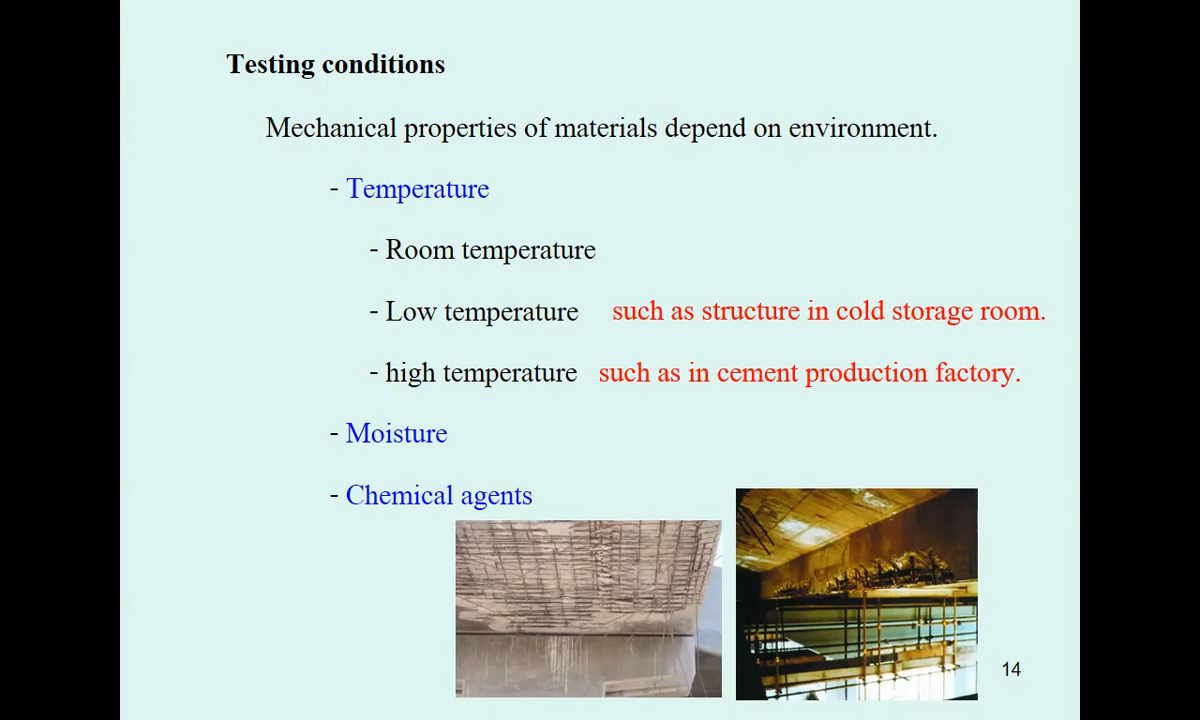 Testing conditions
Mechanical properties of materials depend on environment.
- Temperature
- Room temperature
- Low temperature such as structure in cold storage room.
- high temperature such as in cement production factory.
- Moisture
- Chemical agents
14